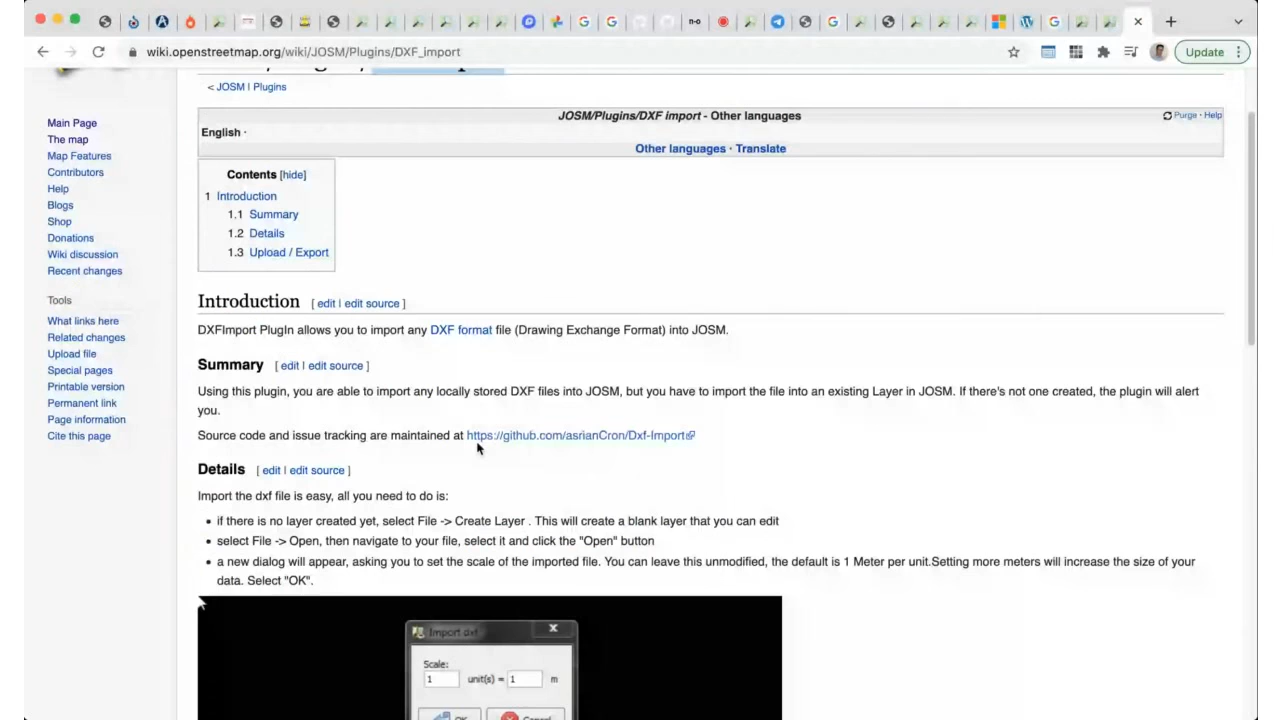 n-o
wiki.openstreetmap.org/wiki/JOSM/Plugins/DXF_import
Update
< JOSM | Plugins
JOSM/Plugins/DXF import - Other languages
Purge · Help
English ·
Other languages · Translate
Main Page
The map
Map Features
Contributors
Help
Blogs
Shop
Donations
Wiki discussion
Recent changes
Tools
What links here
Related changes
Upload file
Special pages
Printable version
Permanent link
Page information
Cite this page
Contents [hide]
1 Introduction
1.1 Summary
1.2 Details
1.3 Upload / Export
Introduction [ edit | edit source ]
DXFImport PlugIn allows you to import any DXF format file (Drawing Exchange Format) into JOSM.
Summary [ edit | edit source ]
Using this plugin, you are able to import any locally stored DXF files into JOSM, but you have to import the file into an existing Layer in JOSM. If there's not one created, the plugin will alert
you.
Source code and issue tracking are maintained at https://github.com/asrianCron/Dxf-Import
Details [ edit | edit source ]
Import the dxf file is easy, all you need to do is:
• if there is no layer created yet, select File -> Create Layer . This will create a blank layer that you can edit
• select File -> Open, then navigate to your file, select it and click the "Open" button
• a new dialog will appear, asking you to set the scale of the imported file. You can leave this unmodified, the default is 1 Meter per unit.Setting more meters will increase the size of your
data. Select "OK".
Import dxf
Scale:
1 unit(s) = 1 m
OK Cancel